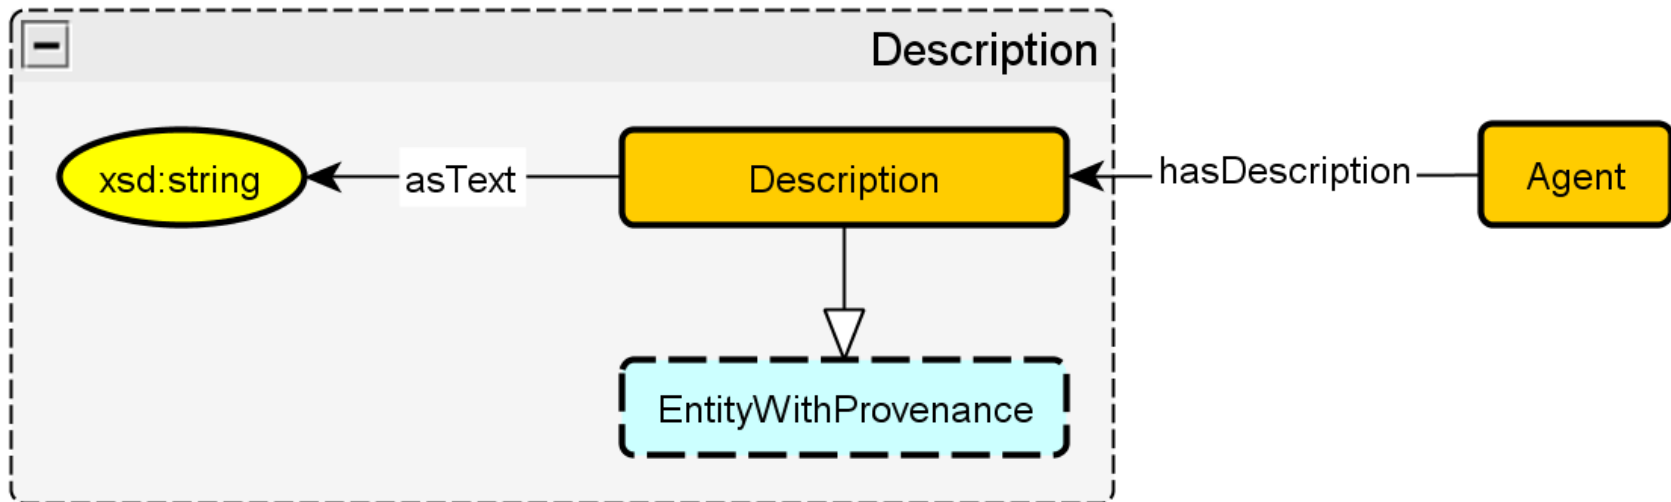 Description
xsd:string
asText
Description
hasDescription
Agent
EntityWithProvenance